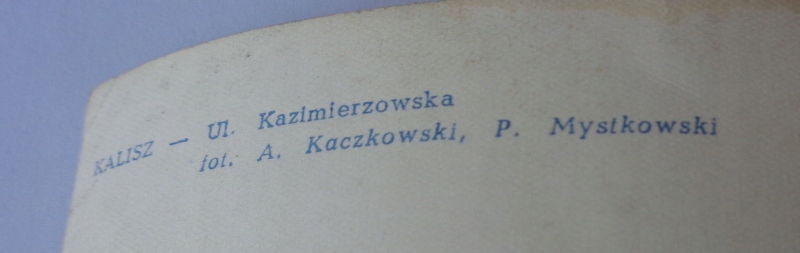 KALISZ — Ul. Kazimierzowska
fot. A. Kaczkowski, P. Mystkowski